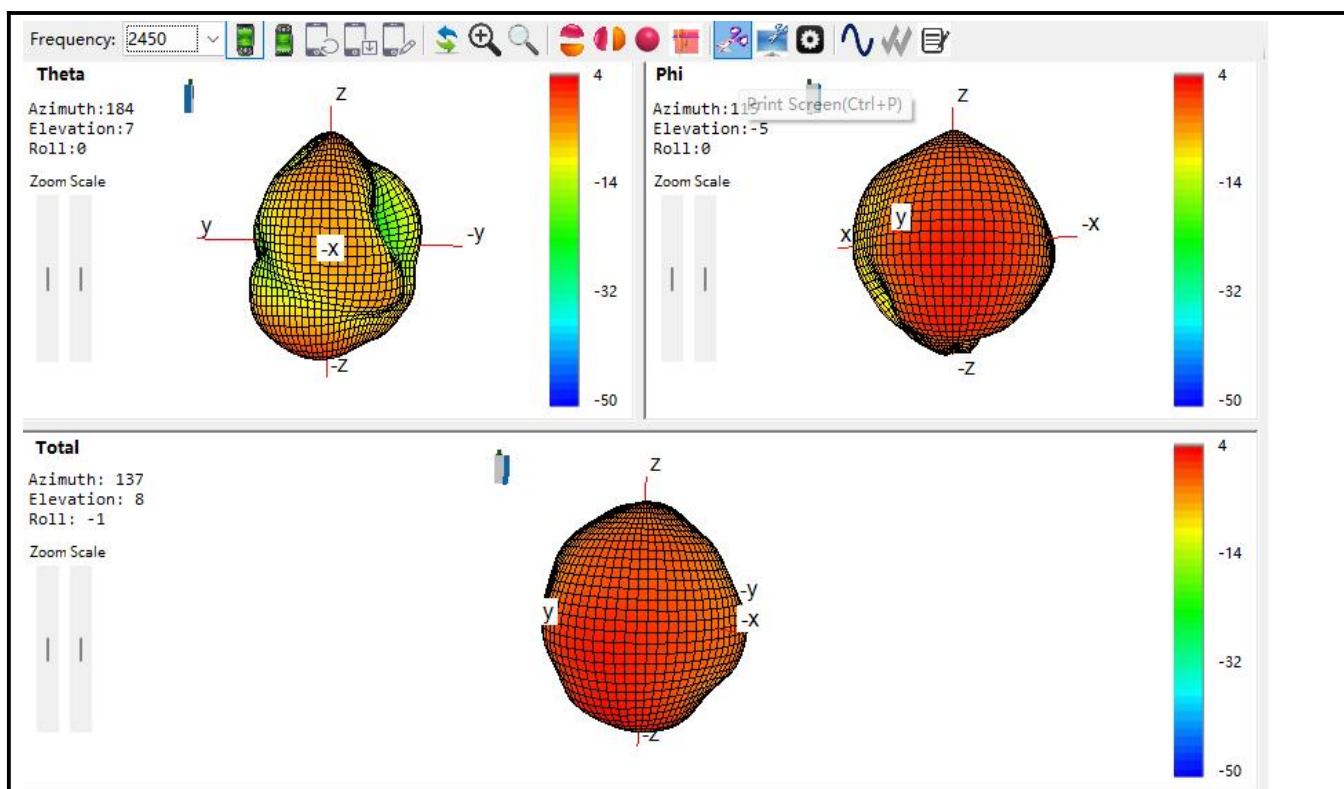 Frequency: 2450
Theta
Azimuth:184
Elevation:7
Roll:0
Zoom Scale
z
y
-y
-x
-z
4
-14
-32
-50
Phi
Print Screen(Ctrl+P)
Azimuth:115
Elevation:-5
Roll:0
Zoom Scale
z
y
x
-x
-z
4
-14
-32
-50
Total
Azimuth: 137
Elevation: 8
Roll: -1
Zoom Scale
z
-y
y
-x
-z
4
-14
-32
-50